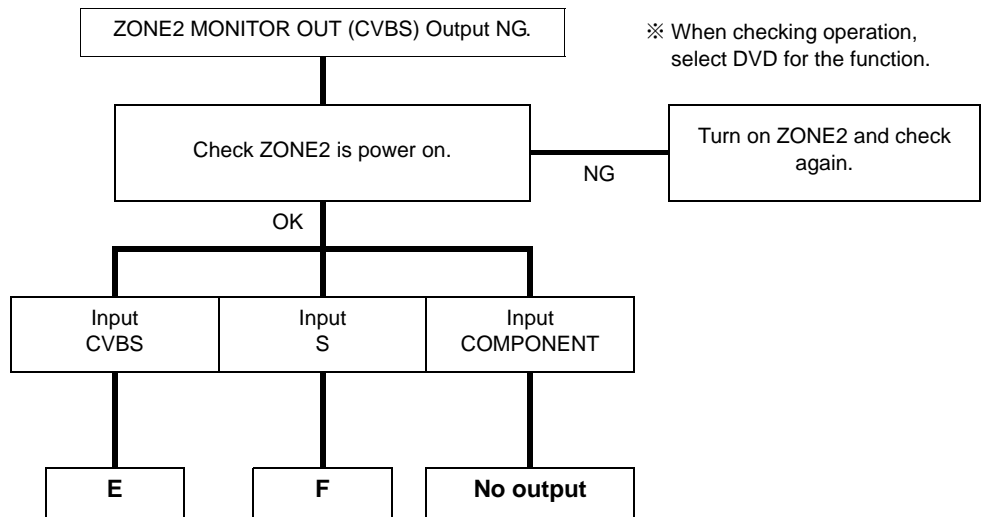 ZONE2 MONITOR OUT (CVBS) Output NG.
※ When checking operation,
select DVD for the function.
Check ZONE2 is power on.
NG
Turn on ZONE2 and check
again.
OK
Input
CVBS
Input
S
Input
COMPONENT
E
F
No output